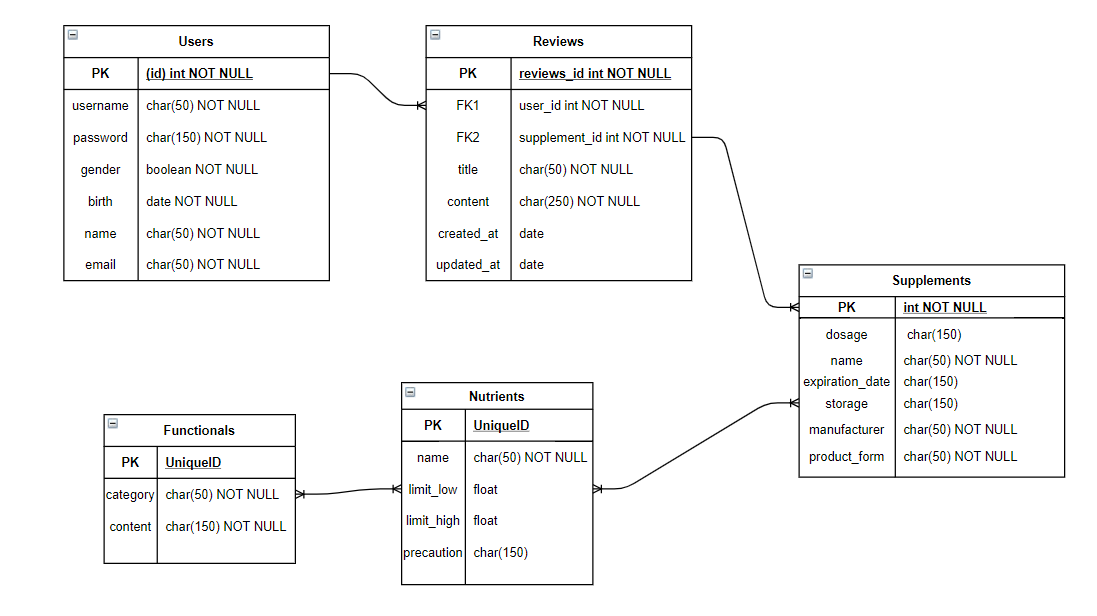 Users
PK (id) int NOT NULL
username char(50) NOT NULL
password char(150) NOT NULL
gender boolean NOT NULL
birth date NOT NULL
name char(50) NOT NULL
email char(50) NOT NULL
Reviews
PK reviews_id int NOT NULL
FK1 user_id int NOT NULL
FK2 supplement_id int NOT NULL
title char(50) NOT NULL
content char(250) NOT NULL
created_at date
updated_at date
Supplements
PK int NOT NULL
dosage char(150)
name char(50) NOT NULL
expiration_date char(150)
storage char(150)
manufacturer char(50) NOT NULL
product_form char(50) NOT NULL
Nutrients
PK UniqueID
name char(50) NOT NULL
limit_low float
limit_high float
precaution char(150)
Functionals
PK UniqueID
category char(50) NOT NULL
content char(150) NOT NULL